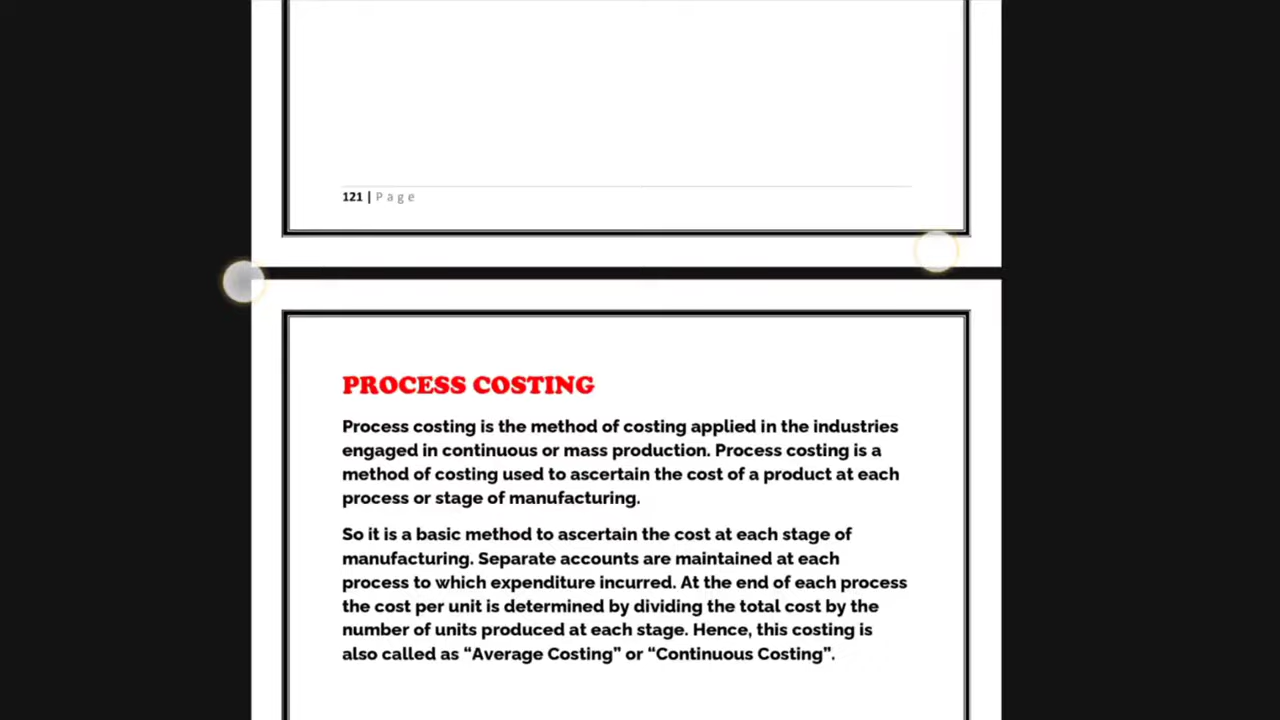 121 | Page
PROCESS COSTING
Process costing is the method of costing applied in the industries
engaged in continuous or mass production. Process costing is a
method of costing used to ascertain the cost of a product at each
process or stage of manufacturing.
So it is a basic method to ascertain the cost at each stage of
manufacturing. Separate accounts are maintained at each
process to which expenditure incurred. At the end of each process
the cost per unit is determined by dividing the total cost by the
number of units produced at each stage. Hence, this costing is
also called as “Average Costing” or “Continuous Costing”.